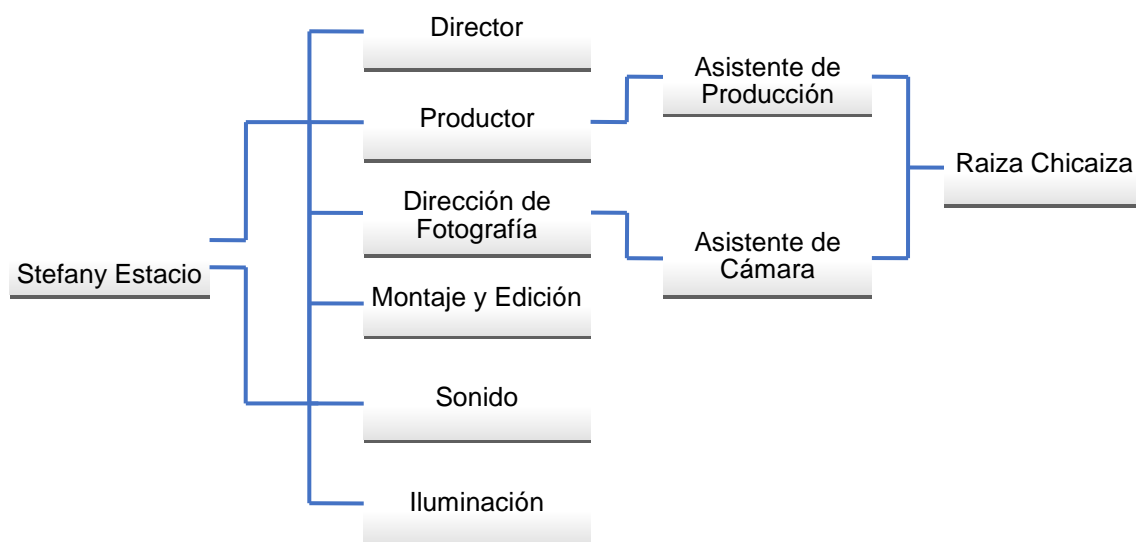 Stefany Estacio
Director
Productor
Dirección de
Fotografía
Montaje y Edición
Sonido
Iluminación
Asistente de
Producción
Asistente de
Cámara
Raiza Chicaiza